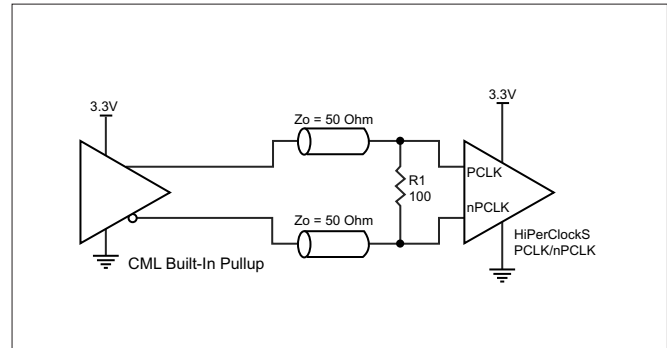 3.3V
3.3V
Zo = 50 Ohm
PCLK
R1
100
nPCLK
Zo = 50 Ohm
HiPerClockS
PCLK/nPCLK
CML Built-In Pullup